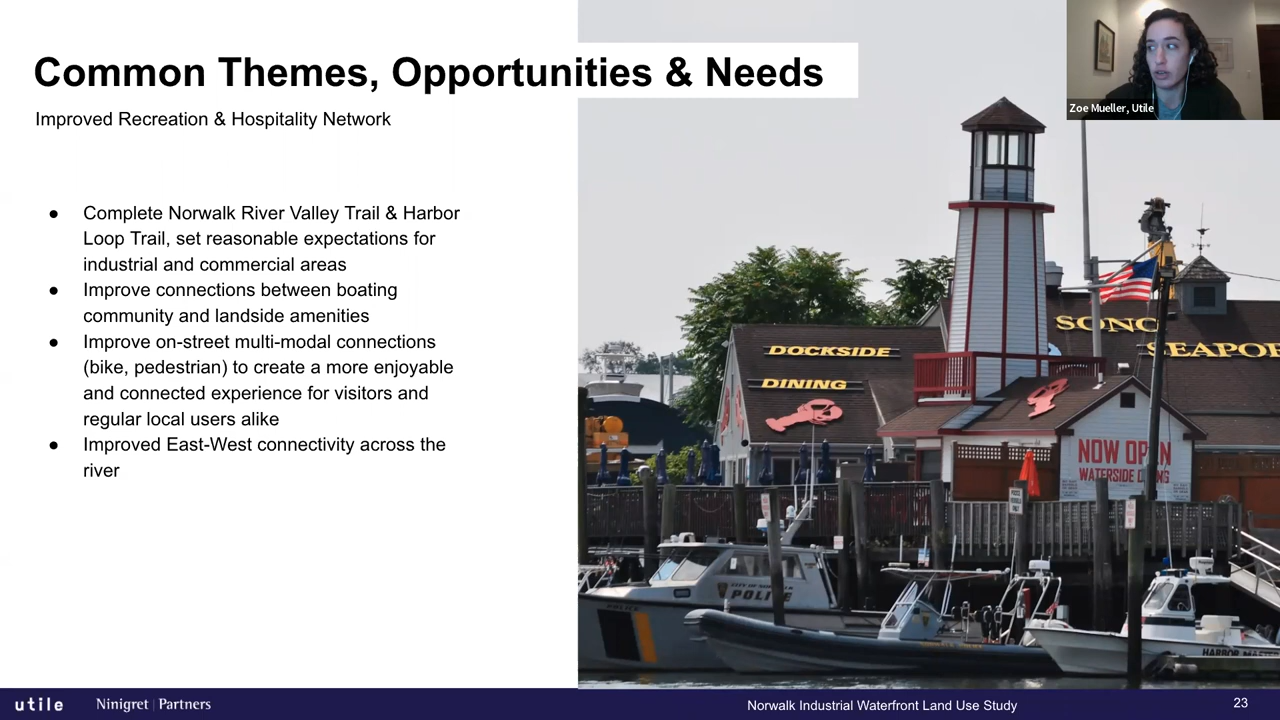 Common Themes, Opportunities & Needs
Improved Recreation & Hospitality Network
● Complete Norwalk River Valley Trail & Harbor
Loop Trail, set reasonable expectations for
industrial and commercial areas
● Improve connections between boating
community and landside amenities
● Improve on-street multi-modal connections
(bike, pedestrian) to create a more enjoyable
and connected experience for visitors and
regular local users alike
● Improved East-West connectivity across the
river
Zoe Mueller, Utile
SONO
SEAPOR
DOCKSIDE
DINING
NOW OPEN
WATERSIDE DINING
POLICE
HARBOR MASTER
utile
Ninigret | Partners
Norwalk Industrial Waterfront Land Use Study
23